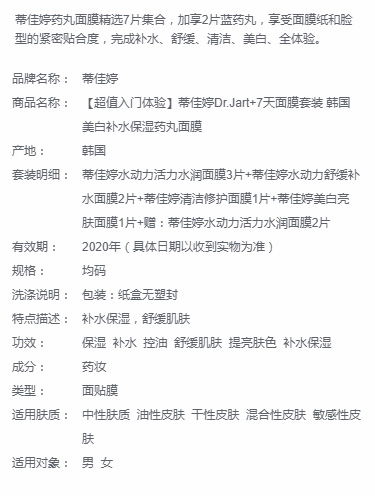 蒂佳婷药丸面膜精选7片集合，加享2片蓝药丸，享受面膜纸和脸
型的紧密贴合度，完成补水、舒缓、清洁、美白、全体验。
品牌名称： 蒂佳婷
商品名称： 【超值入门体验】蒂佳婷Dr.Jart+7天面膜套装 韩国
美白补水保湿药丸面膜
产地： 韩国
套装明细： 蒂佳婷水动力活力水润面膜3片+蒂佳婷水动力舒缓补
水面膜2片+蒂佳婷清洁修护面膜1片+蒂佳婷美白亮
肤面膜1片+赠：蒂佳婷水动力活力水润面膜2片
有效期： 2020年（具体日期以收到实物为准）
规格： 均码
洗涤说明： 包装：纸盒无塑封
特点描述： 补水保湿，舒缓肌肤
功效： 保湿 补水 控油 舒缓肌肤 提亮肤色 补水保湿
成分： 药妆
类型： 面贴膜
适用肤质： 中性肤质 油性皮肤 干性皮肤 混合性皮肤 敏感性皮
肤
适用对象： 男 女